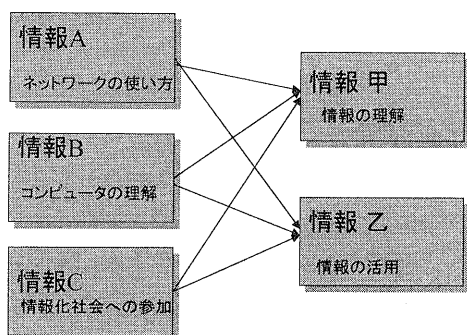 情報A
ネットワークの使い方
情報B
コンピュータの理解
情報C
情報化社会への参加
情報 甲
情報の理解
情報 乙
情報の活用